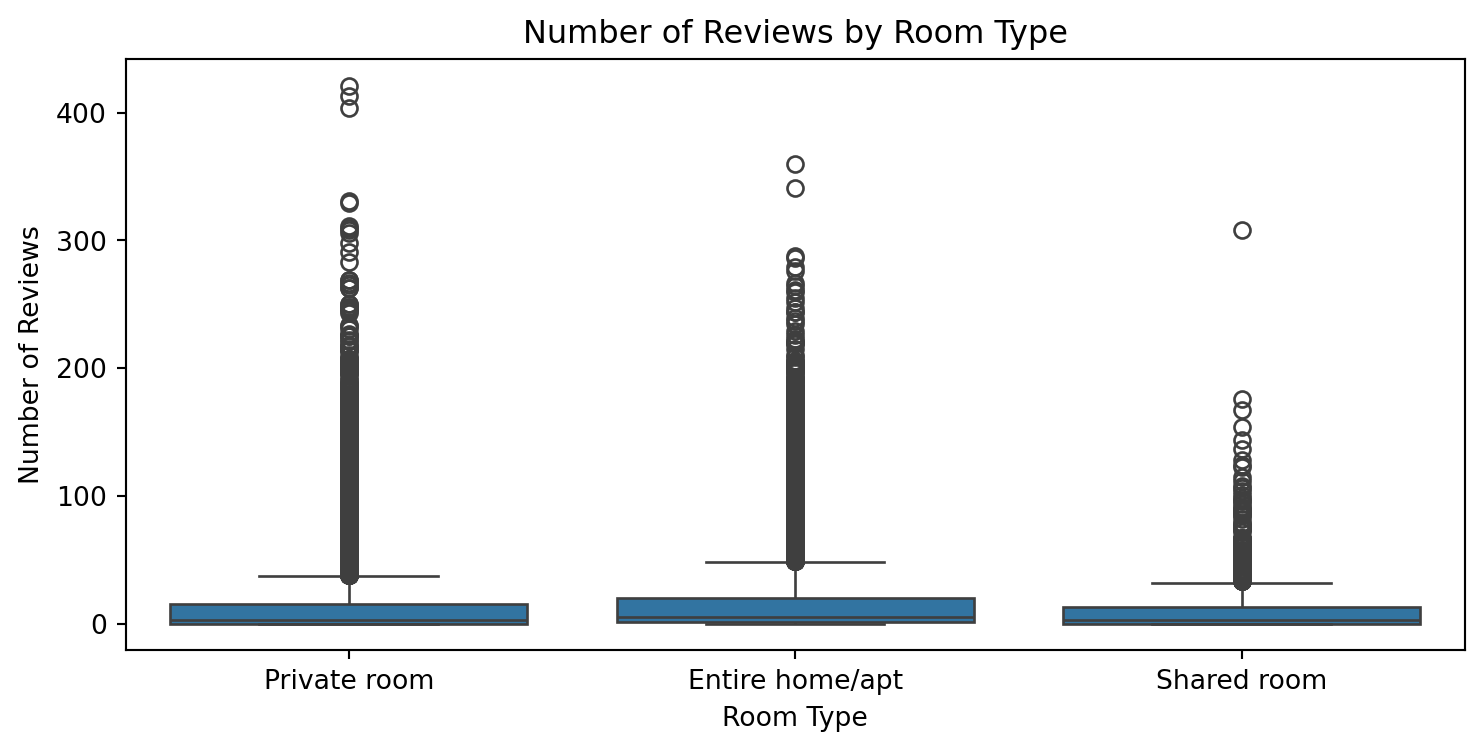 Number of Reviews by Room Type
Number of Reviews
400
300
200
100
0
Private room
Entire home/apt
Shared room
Room Type